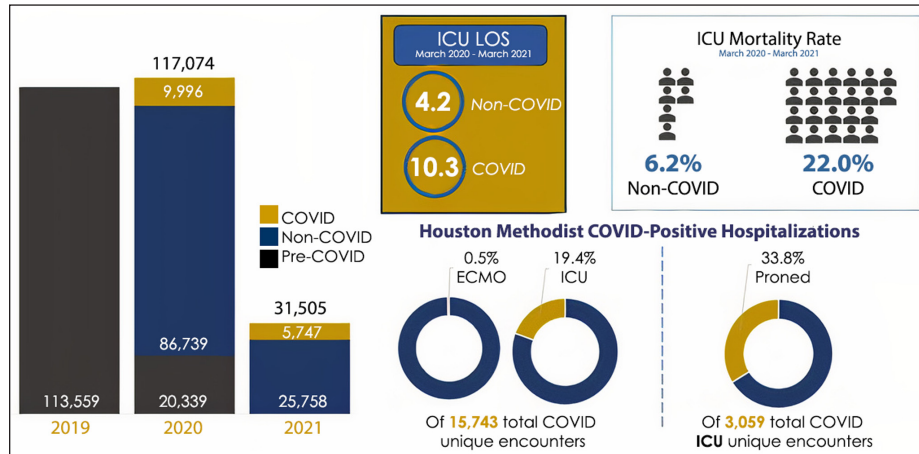 117,074
9,996
86,739
113,559
20,339
31,505
5,747
25,758
2019
2020
2021
COVID
Non-COVID
Pre-COVID
ICU LOS
March 2020 - March 2021
4.2 Non-COVID
10.3 COVID
ICU Mortality Rate
March 2020 - March 2021
6.2%
Non-COVID
22.0%
COVID
Houston Methodist COVID-Positive Hospitalizations
0.5%
ECMO
19.4%
ICU
Of 15,743 total COVID
unique encounters
33.8%
Proned
Of 3,059 total COVID
ICU unique encounters